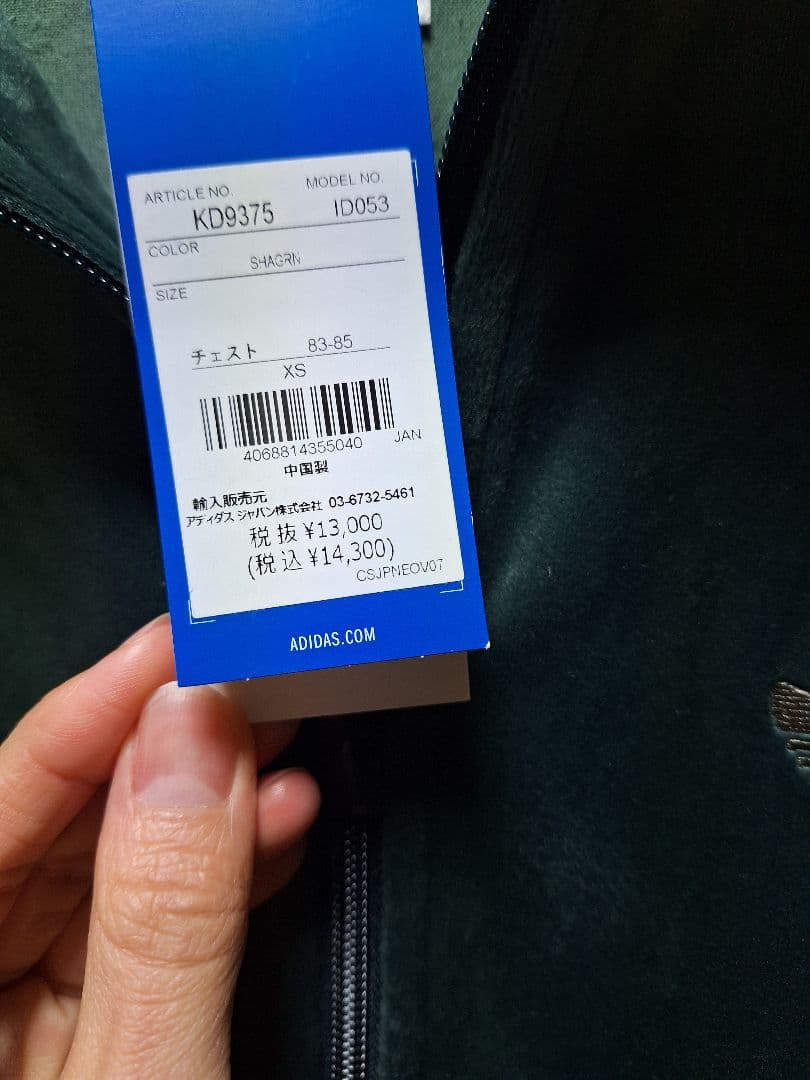 ARTICLE NO. MODEL NO.
KD9375 ID053
COLOR
SHAGRN
SIZE
チェスト 83-85
XS
4068814355040 JAN
中国製
輸入販売元
アディダス ジャパン株式会社 03-6732-5461
税抜 ¥13,000
(税込 ¥14,300)
CSJPNEOV07
ADIDAS.COM